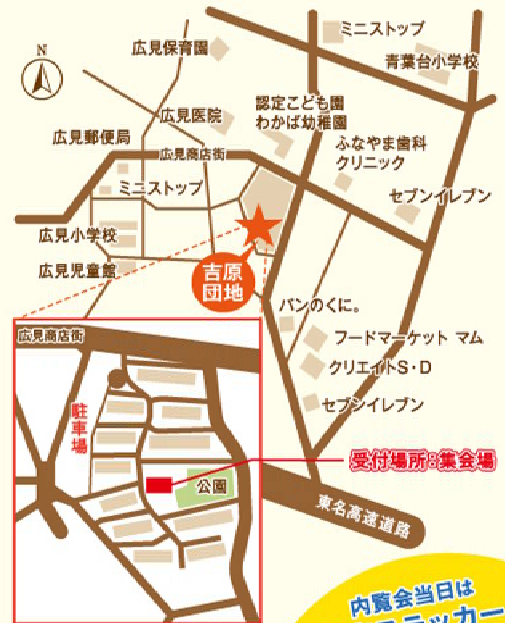 ミニストップ
広見保育園
青葉台小学校
N
認定こども園
わかば幼稚園
広見医院
広見郵便局
ふなやま歯科
クリニック
広見商店街
ミニストップ
セブンイレブン
広見小学校
広見児童館
吉原
団地
パンのくに。
広見商店街
フードマーケット マム
クリエイトS・D
セブンイレブン
駐車場
受付場所:集会場
公園
東名高速道路
内覧会当日は